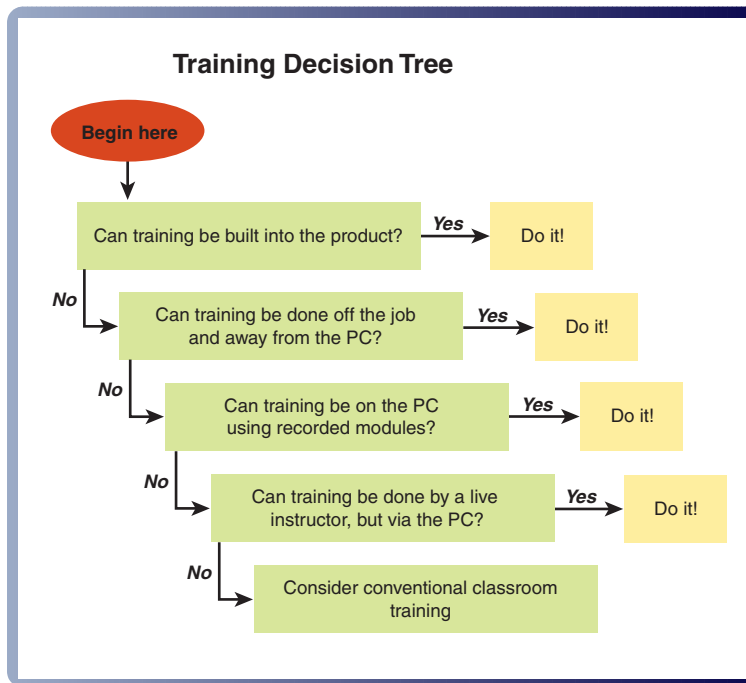 Training Decision Tree
Begin here
Can training be built into the product?
Yes
Do it!
No
Can training be done off the job
and away from the PC?
Yes
Do it!
No
Can training be on the PC
using recorded modules?
Yes
Do it!
No
Can training be done by a live
instructor, but via the PC?
Yes
Do it!
No
Consider conventional classroom
training